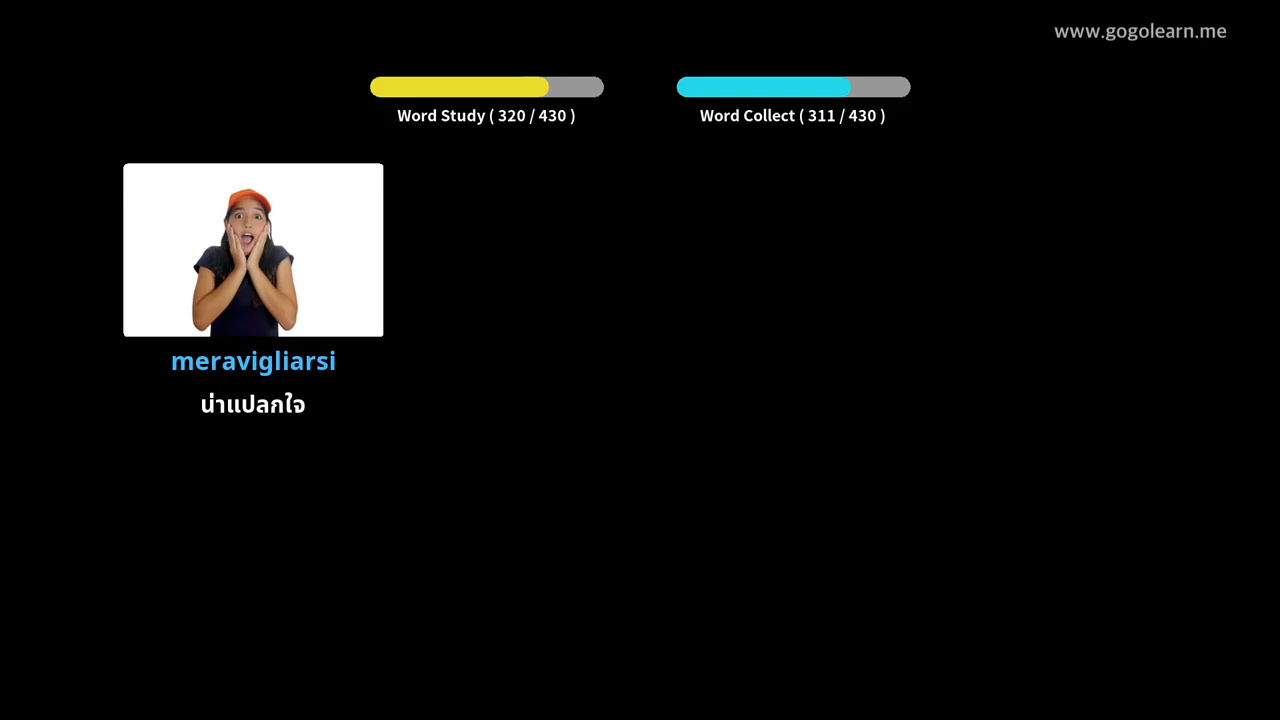 www.gogolearn.me
Word Study ( 320 / 430 )
Word Collect ( 311 / 430 )
meravigliarsi
น่าแปลกใจ